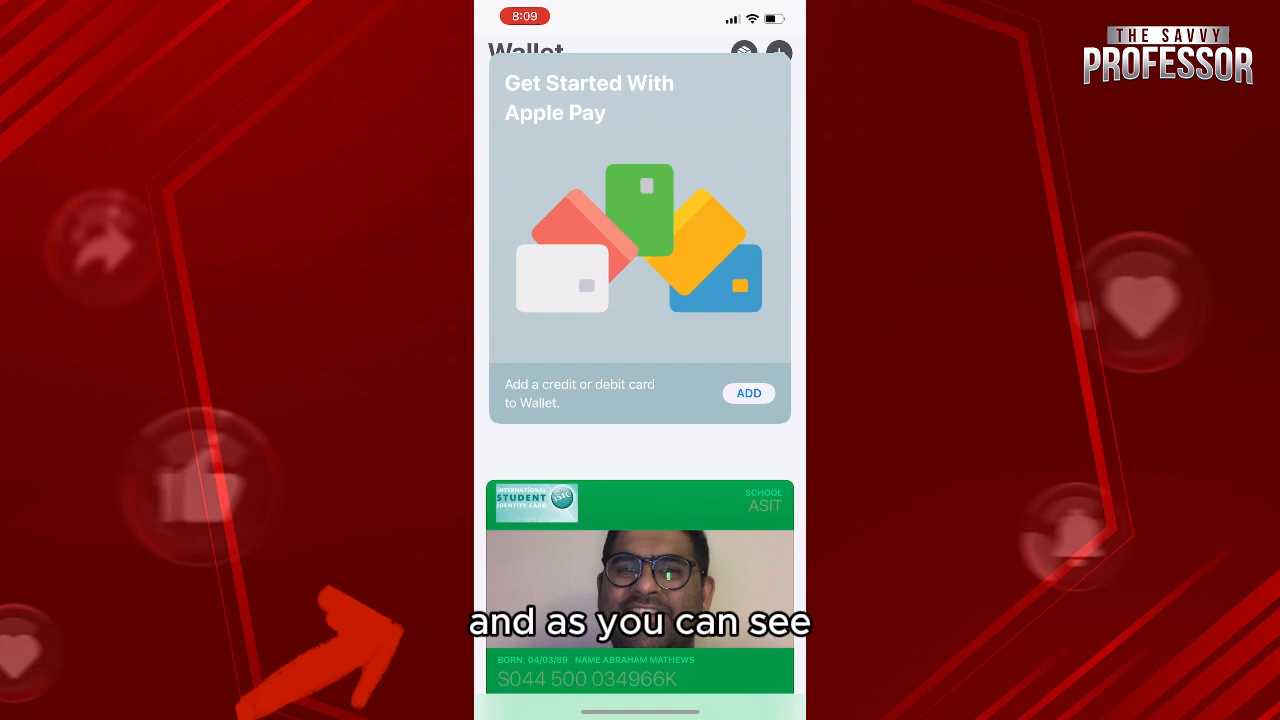 8:09
THE SAVVY
PROFESSOR
Wallet
Get Started With
Apple Pay
Add a credit or debit card
to Wallet.
ADD
INTERNATIONAL
STUDENT
IDENTITY CARD
ISIC
SCHOOL
ASIT
and as you can see
BORN: 04/03/89 NAME ABRAHAM MATHEWS
S044 500 034966K